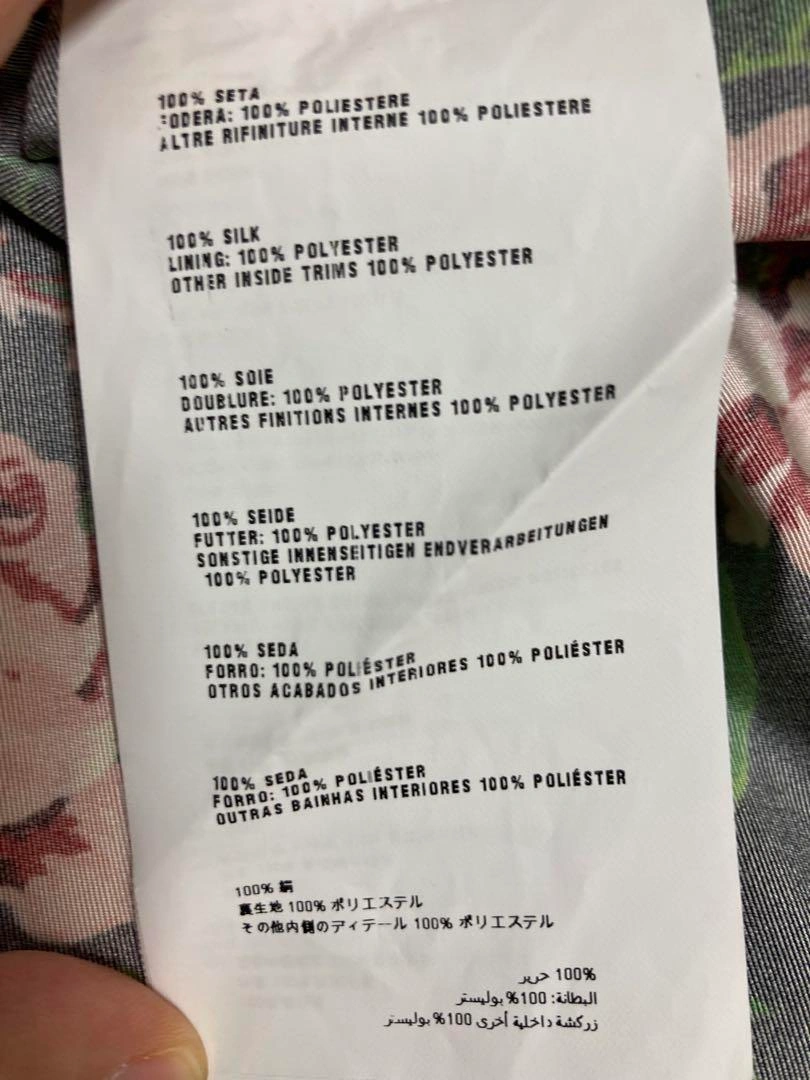 100% SETA
FODERA: 100% POLIESTERE
ALTRE RIFINITURE INTERNE 100% POLIESTERE
100% SILK
LINING: 100% POLYESTER
OTHER INSIDE TRIMS 100% POLYESTER
100% SOIE
DOUBLURE: 100% POLYESTER
AUTRES FINITIONS INTERNES 100% POLYESTER
100% SEIDE
FUTTER: 100% POLYESTER
SONSTIGE INNENSEITIGEN ENDVERARBEITUNGEN
100% POLYESTER
100% SEDA
FORRO: 100% POLIÉSTER
OTROS ACABADOS INTERIORES 100% POLIÉSTER
100% SEDA
FORRO: 100% POLIÉSTER
OUTRAS BAINHAS INTERIORES 100% POLIÉSTER
100% 絹
裏生地 100% ポリエステル
その他内側のディテール 100% ポリエステル
100% حرير
البطانة: 100% بوليستر
زركشة داخلية أخرى 100% بوليستر